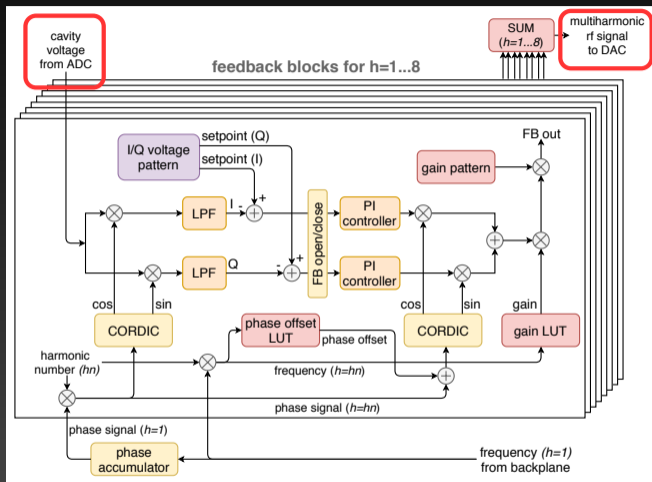 cavity
voltage
from ADC
SUM
(h=1...8)
multiharmonic
rf signal
to DAC
feedback blocks for h=1...8
FB out
I/Q voltage
pattern
setpoint (Q)
setpoint (I)
gain pattern
LPF
I
-
+
FB open/close
PI
controller
LPF
Q
-
+
PI
controller
cos
sin
CORDIC
phase offset
LUT
phase offset
cos
sin
CORDIC
gain
gain LUT
harmonic
number (hn)
frequency (h=hn)
phase signal (h=hn)
phase signal (h=1)
phase
accumulator
frequency (h=1)
from backplane